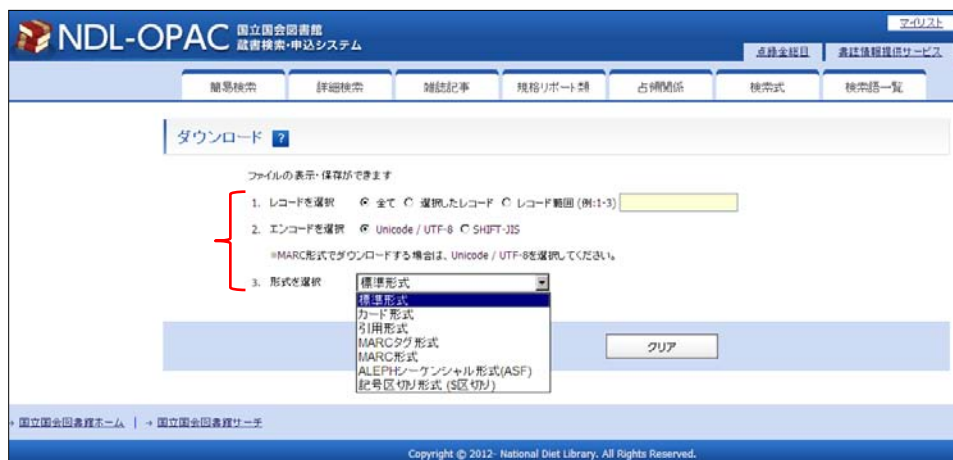 NDL-OPAC 国立国会図書館
蔵書検索・申込システム
マイリスト
点録全総目 書誌情報提供サービス
簡易検索 詳細検索 雑誌記事 規格リポート類 占領関係 検索式 検索語一覧
ダウンロード ?
ファイルの表示・保存ができます
1. レコードを選択 全て 選択したレコード レコード範囲 (例:1-3)
2. エンコードを選択 Unicode / UTF-8 SHIFT-JIS
※MARC形式でダウンロードする場合は、Unicode / UTF-8を選択してください。
3. 形式を選択 標準形式
標準形式
カード形式
引用形式
MARCタグ形式
MARC形式
ALEPHシーケンシャル形式(ASF)
記号区切り形式 (S区切り)
クリア
→ 国立国会図書館ホーム | → 国立国会図書館サーチ
Copyright © 2012- National Diet Library. All Rights Reserved.